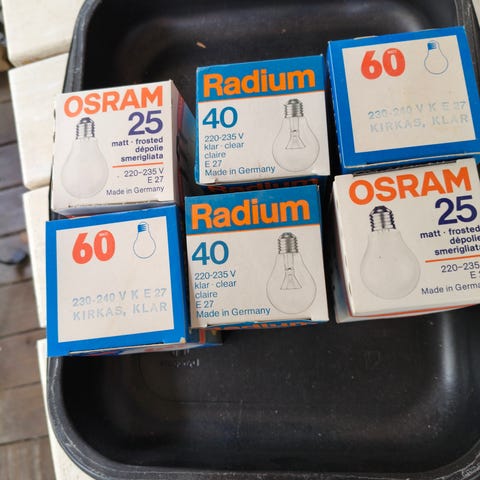 OSRAM
25
matt · frosted
dépolie
smerigliata
220-235 V
E 27
Made in Germany
Radium
40
220-235 V
klar · clear
claire
E 27
Made in Germany
60
230-240 V K E 27
KIRKAS, KLAR
60
230-240 V K E 27
KIRKAS, KLAR
Radium
40
220-235 V
klar · clear
claire
E 27
Made in Germany
OSRAM
25
matt · frosted
dépolie
smerigliata
220-235 
E 
Made in Germany